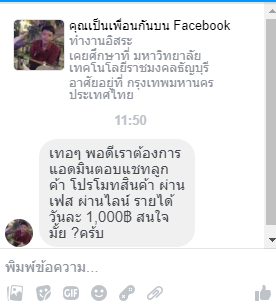 คุณเป็นเพื่อนกันบน Facebook
ทำงานอิสระ
เคยศึกษาที่ มหาวิทยาลัย
เทคโนโลยีราชมงคลธัญบุรี
อาศัยอยู่ที่ กรุงเทพมหานคร
ประเทศไทย
11:50
เทอๆ พอดีเราต้องการ
แอดมินตอบแชทลูก
ค้า โปรโมทสินค้า ผ่าน
เฟส ผ่านไลน์ รายได้
วันละ 1,000฿ สนใจ
มั้ย ?ครับ
พิมพ์ข้อความ...
GIF